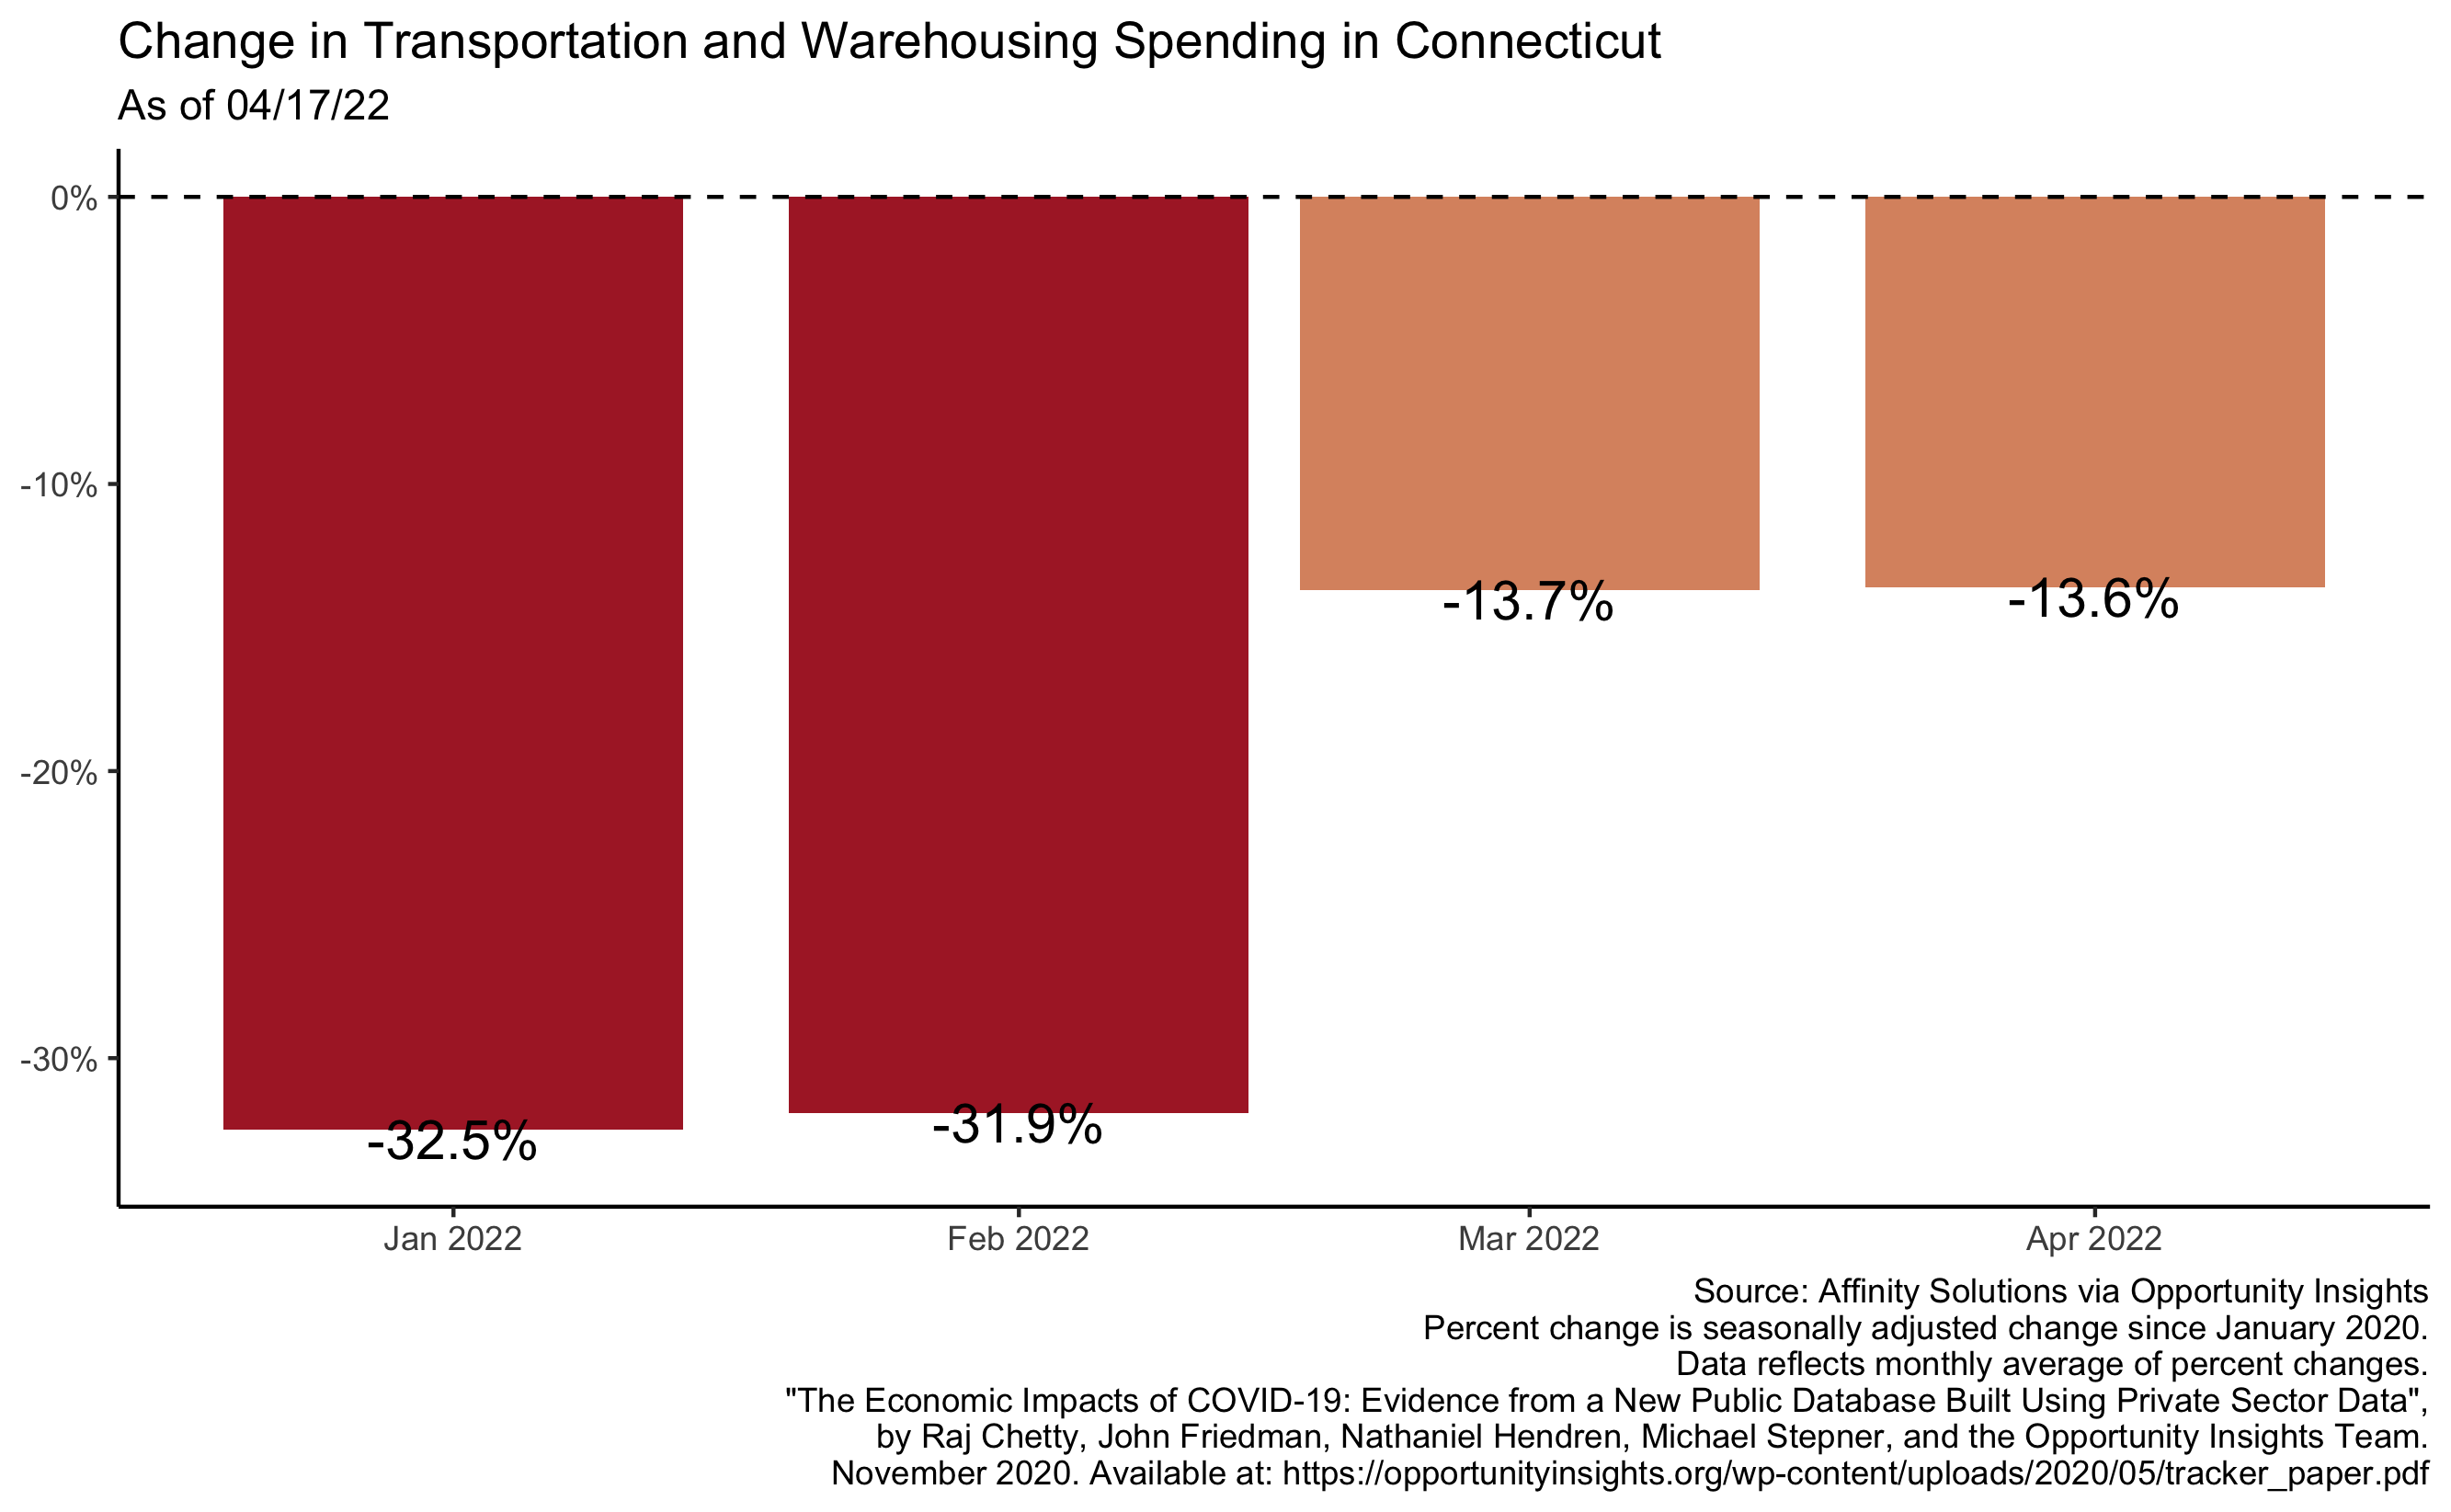 Change in Transportation and Warehousing Spending in Connecticut
As of 04/17/22
0%
-10%
-20%
-30%
-32.5%
-31.9%
-13.7%
-13.6%
Jan 2022
Feb 2022
Mar 2022
Apr 2022
Source: Affinity Solutions via Opportunity Insights
Percent change is seasonally adjusted change since January 2020.
Data reflects monthly average of percent changes.
"The Economic Impacts of COVID-19: Evidence from a New Public Database Built Using Private Sector Data",
by Raj Chetty, John Friedman, Nathaniel Hendren, Michael Stepner, and the Opportunity Insights Team.
November 2020. Available at: https://opportunityinsights.org/wp-content/uploads/2020/05/tracker_paper.pdf